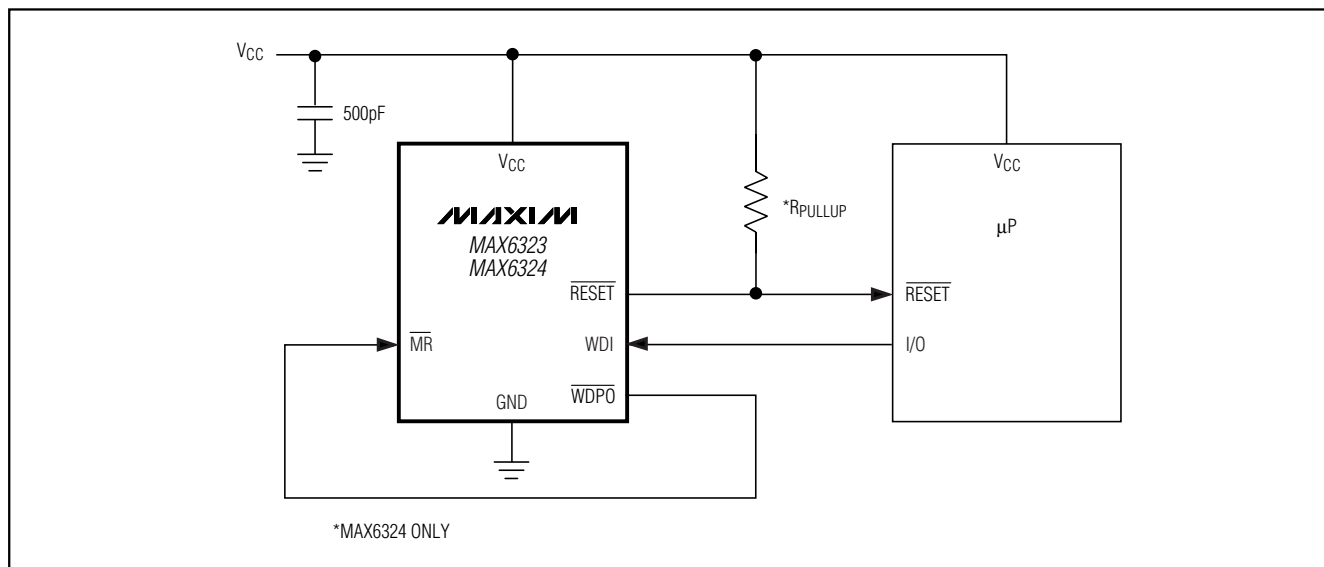 VCC
500pF
VCC
MAXIM
MAX6323
MAX6324
RESET
MR
WDI
WDPO
GND
*RPULLUP
VCC
μP
RESET
I/O
*MAX6324 ONLY